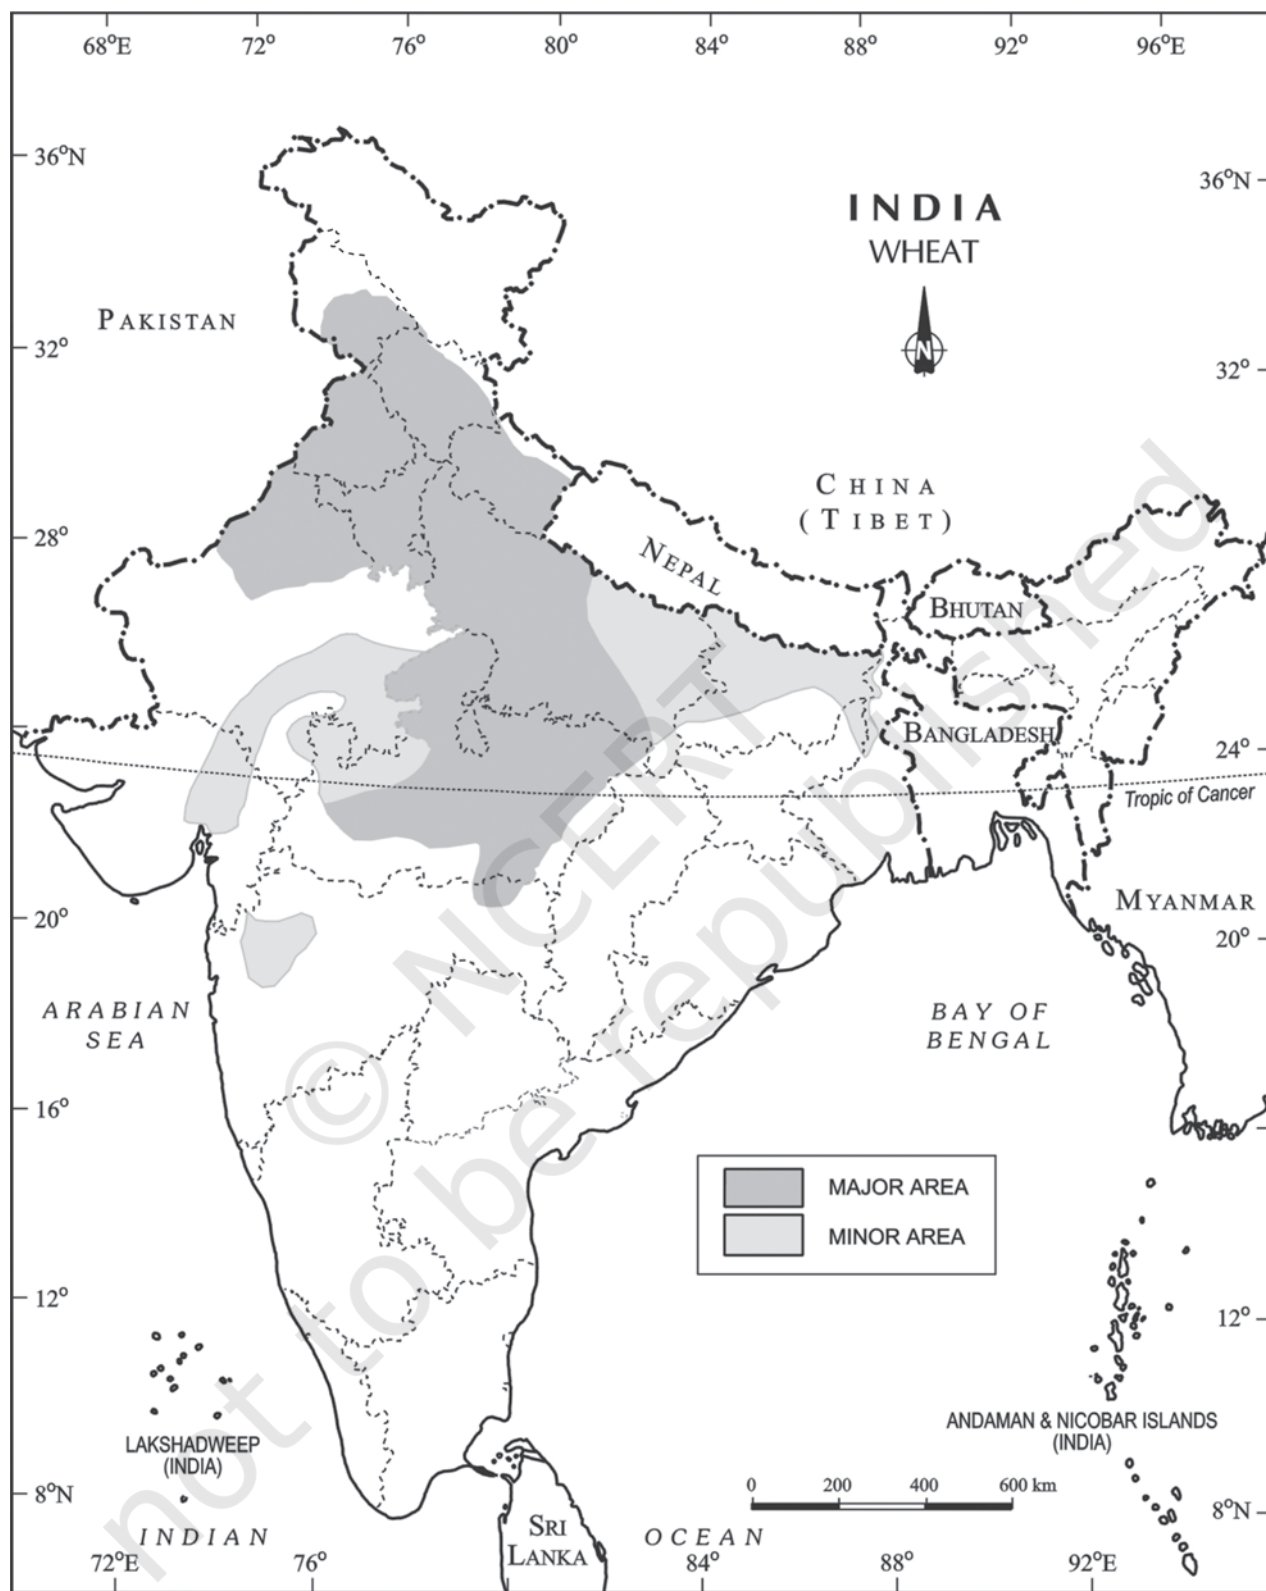 68°E 72° 76° 80° 84° 88° 92° 96°E
36°N
36°N
INDIA
WHEAT
PAKISTAN
N
32°
32°
CHINA
(TIBET)
28°
NEPAL
BHUTAN
BANGLADESH
24°
Tropic of Cancer
MYANMAR
20°
20°
ARABIAN
SEA
BAY OF
BENGAL
© NCERT
not to be republished
16°
MAJOR AREA
MINOR AREA
12°
12°
LAKSHADWEEP
(INDIA)
ANDAMAN & NICOBAR ISLANDS
(INDIA)
0 200 400 600 km
8°N
8°N
INDIAN
OCEAN
SRI
LANKA
72°E 76° 84° 88° 92°E